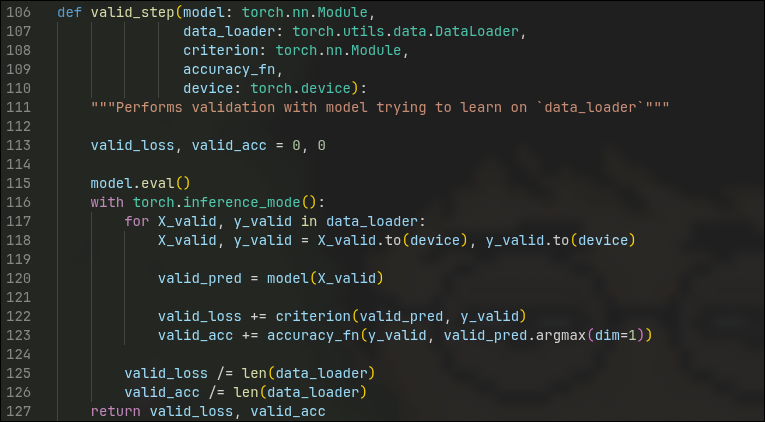 106 def valid_step(model: torch.nn.Module,
107 data_loader: torch.utils.data.DataLoader,
108 criterion: torch.nn.Module,
109 accuracy_fn,
110 device: torch.device):
111 """Performs validation with model trying to learn on `data_loader`"""
112
113 valid_loss, valid_acc = 0, 0
114
115 model.eval()
116 with torch.inference_mode():
117 for X_valid, y_valid in data_loader:
118 X_valid, y_valid = X_valid.to(device), y_valid.to(device)
119
120 valid_pred = model(X_valid)
121
122 valid_loss += criterion(valid_pred, y_valid)
123 valid_acc += accuracy_fn(y_valid, valid_pred.argmax(dim=1))
124
125 valid_loss /= len(data_loader)
126 valid_acc /= len(data_loader)
127 return valid_loss, valid_acc